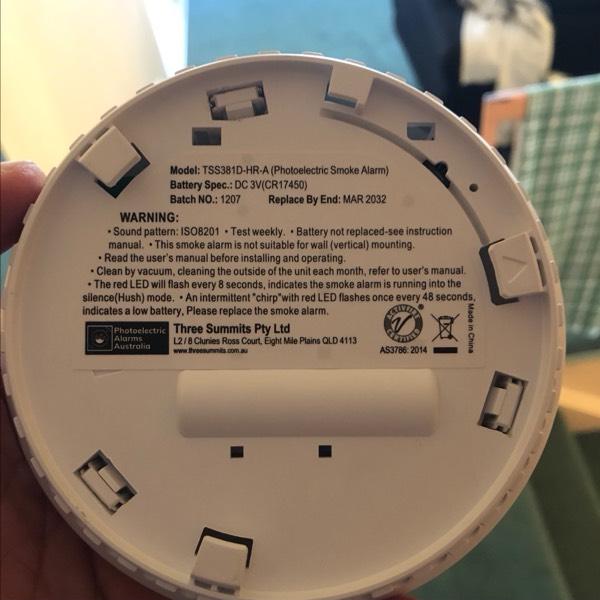 Model: TSS381D-HR-A (Photoelectric Smoke Alarm)
Battery Spec.: DC 3V(CR17450)
Batch NO.: 1207 Replace By End: MAR 2032
WARNING:
• Sound pattern: ISO8201 • Test weekly. • Battery not replaced-see instruction
manual. • This smoke alarm is not suitable for wall (vertical) mounting.
• Read the user's manual before installing and operating.
• Clean by vacuum, cleaning the outside of the unit each month, refer to user's manual.
• The red LED will flash every 8 seconds, indicates the smoke alarm is running into the
silence(Hush) mode. • An intermittent "chirp"with red LED flashes once every 48 seconds,
indicates a low battery, Please replace the smoke alarm.
Photoelectric
Alarms
Australia
Three Summits Pty Ltd
L2 / 8 Clunies Ross Court, Eight Mile Plains QLD 4113
www.threesummits.com.au
AS3786: 2014
Made in China